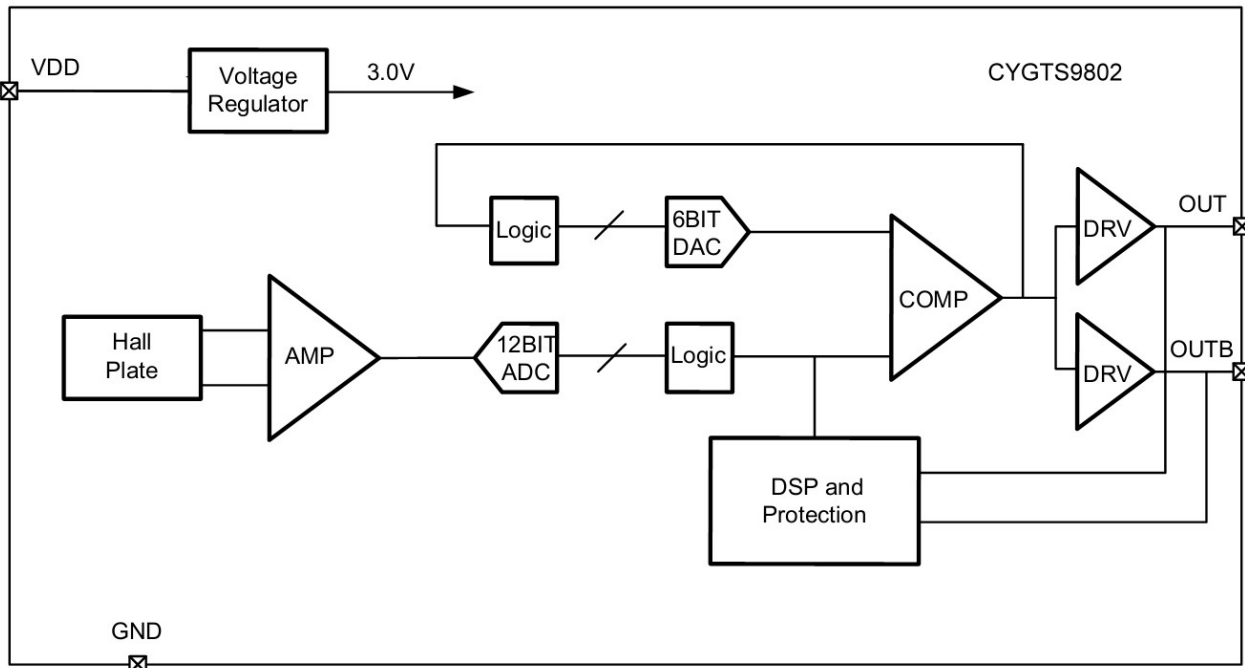 VDD
Voltage
Regulator
3.0V
CYGTS9802
Logic
6BIT
DAC
COMP
DRV
OUT
Hall
Plate
AMP
12BIT
ADC
Logic
DRV
OUTB
DSP and
Protection
GND